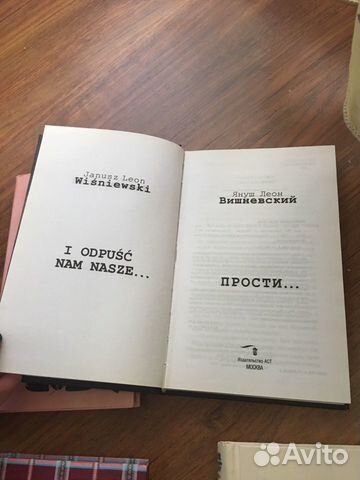 Janusz Leon
Wiśniewski
I ODPUŚĆ
NAM NASZE...
Януш Леон
Вишневский
ПРОСТИ...
Издательство АСТ
МОСКВА
Avito